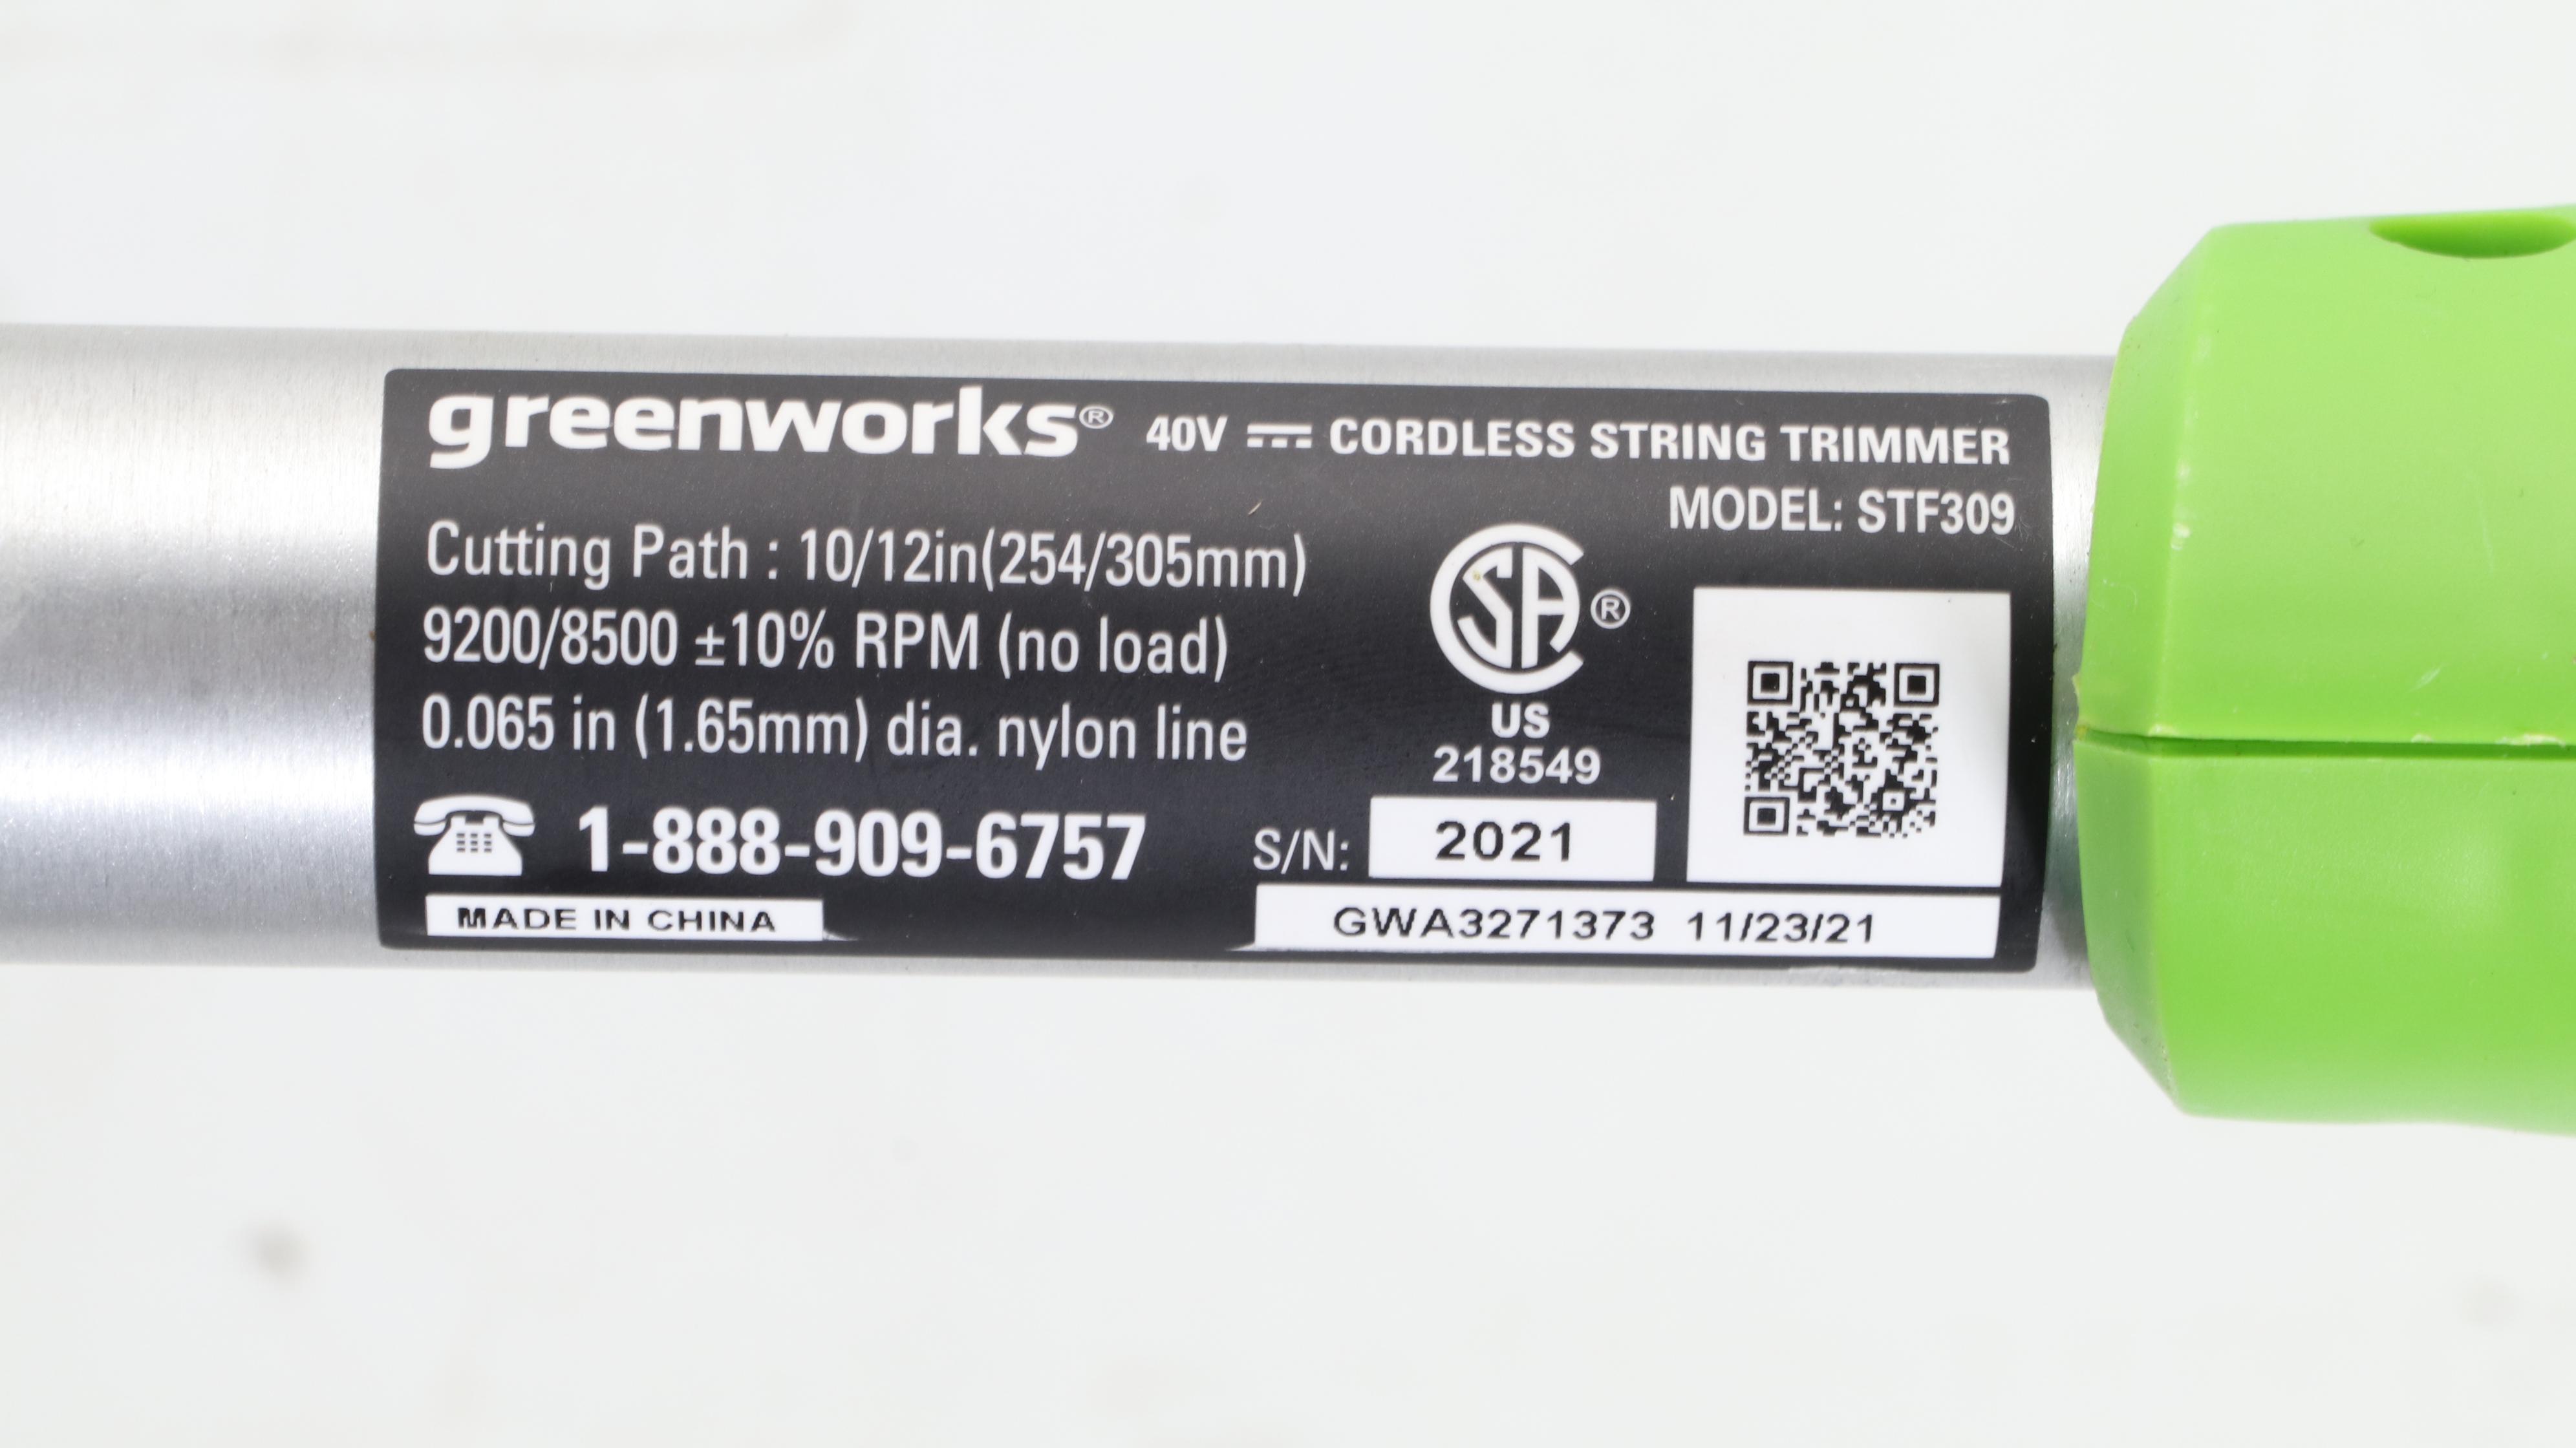 greenworks® 40V ⎓ CORDLESS STRING TRIMMER
MODEL: STF309
Cutting Path : 10/12in(254/305mm)
9200/8500 ±10% RPM (no load)
0.065 in (1.65mm) dia. nylon line
1-888-909-6757
MADE IN CHINA
SA®
US
218549
S/N: 2021
GWA3271373 11/23/21